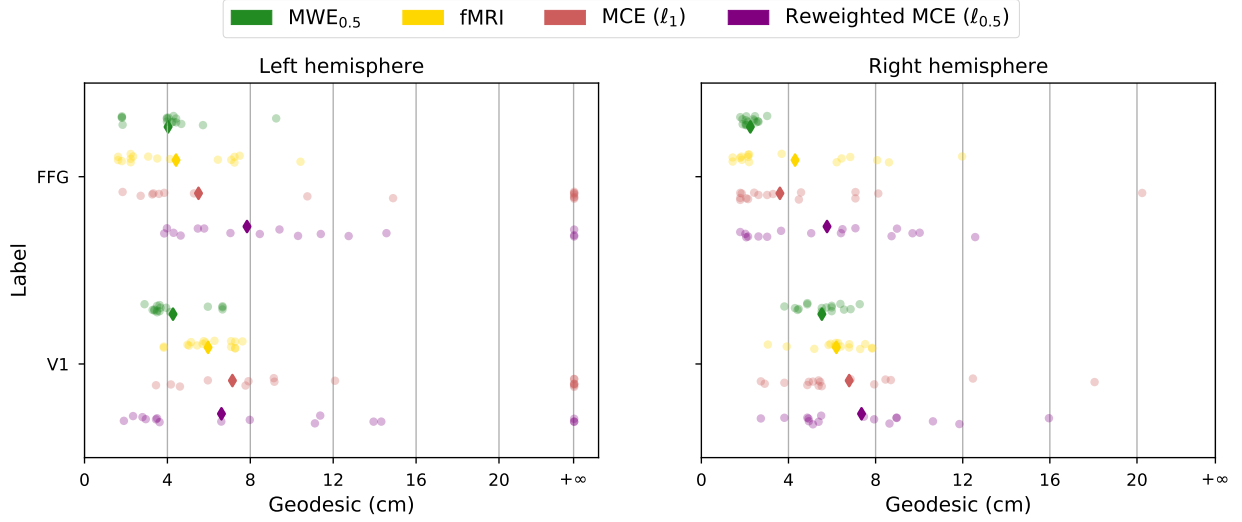 MWE₀.₅ fMRI MCE (ℓ₁) Reweighted MCE (ℓ₀.₅)
Left hemisphere Right hemisphere
Label
FFG
V1
0 4 8 12 16 20 +∞ 0 4 8 12 16 20 +∞
Geodesic (cm) Geodesic (cm)